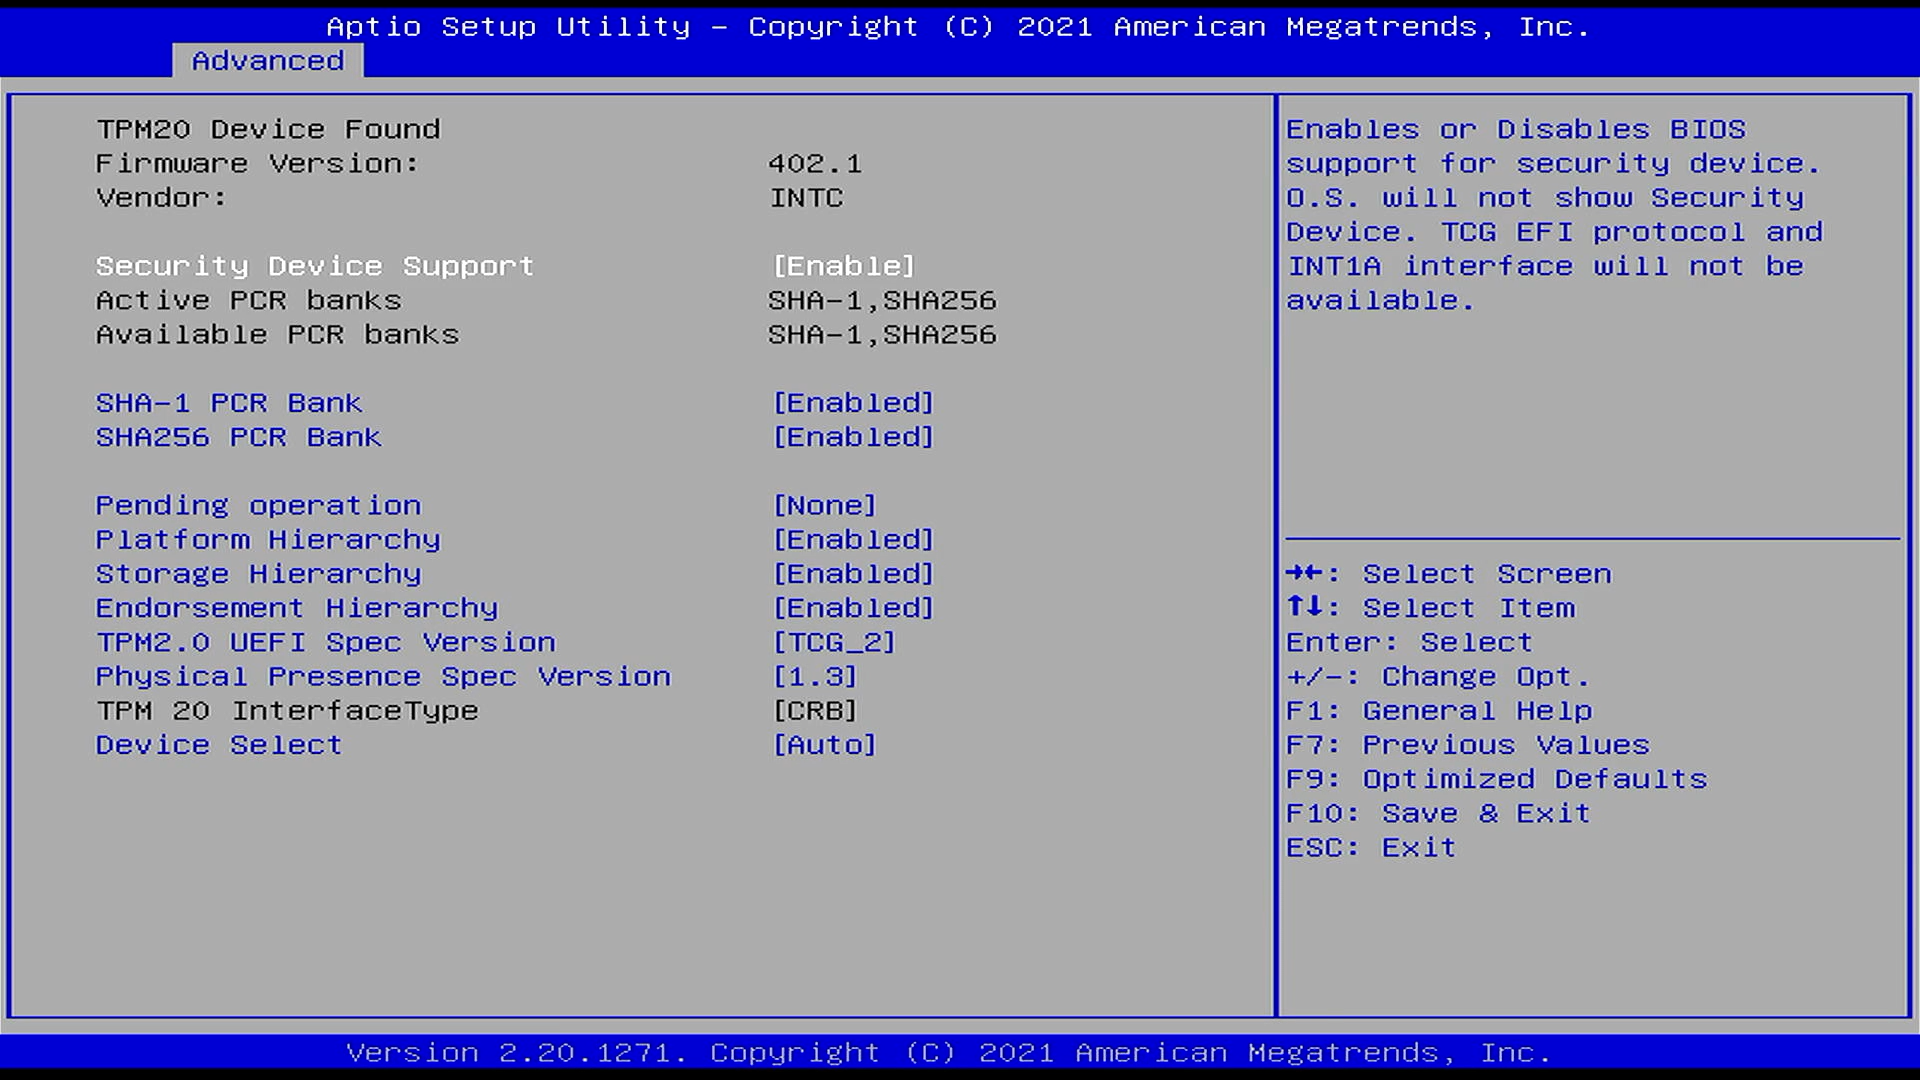 Aptio Setup Utility – Copyright (C) 2021 American Megatrends, Inc.
Advanced
TPM20 Device Found
Firmware Version: 402.1
Vendor: INTC
Security Device Support [Enable]
Active PCR banks SHA-1,SHA256
Available PCR banks SHA-1,SHA256
SHA-1 PCR Bank [Enabled]
SHA256 PCR Bank [Enabled]
Pending operation [None]
Platform Hierarchy [Enabled]
Storage Hierarchy [Enabled]
Endorsement Hierarchy [Enabled]
TPM2.0 UEFI Spec Version [TCG_2]
Physical Presence Spec Version [1.3]
TPM 20 InterfaceType [CRB]
Device Select [Auto]
Enables or Disables BIOS
support for security device.
O.S. will not show Security
Device. TCG EFI protocol and
INT1A interface will not be
available.
→←: Select Screen
↑↓: Select Item
Enter: Select
+/-: Change Opt.
F1: General Help
F7: Previous Values
F9: Optimized Defaults
F10: Save & Exit
ESC: Exit
Version 2.20.1271. Copyright (C) 2021 American Megatrends, Inc.